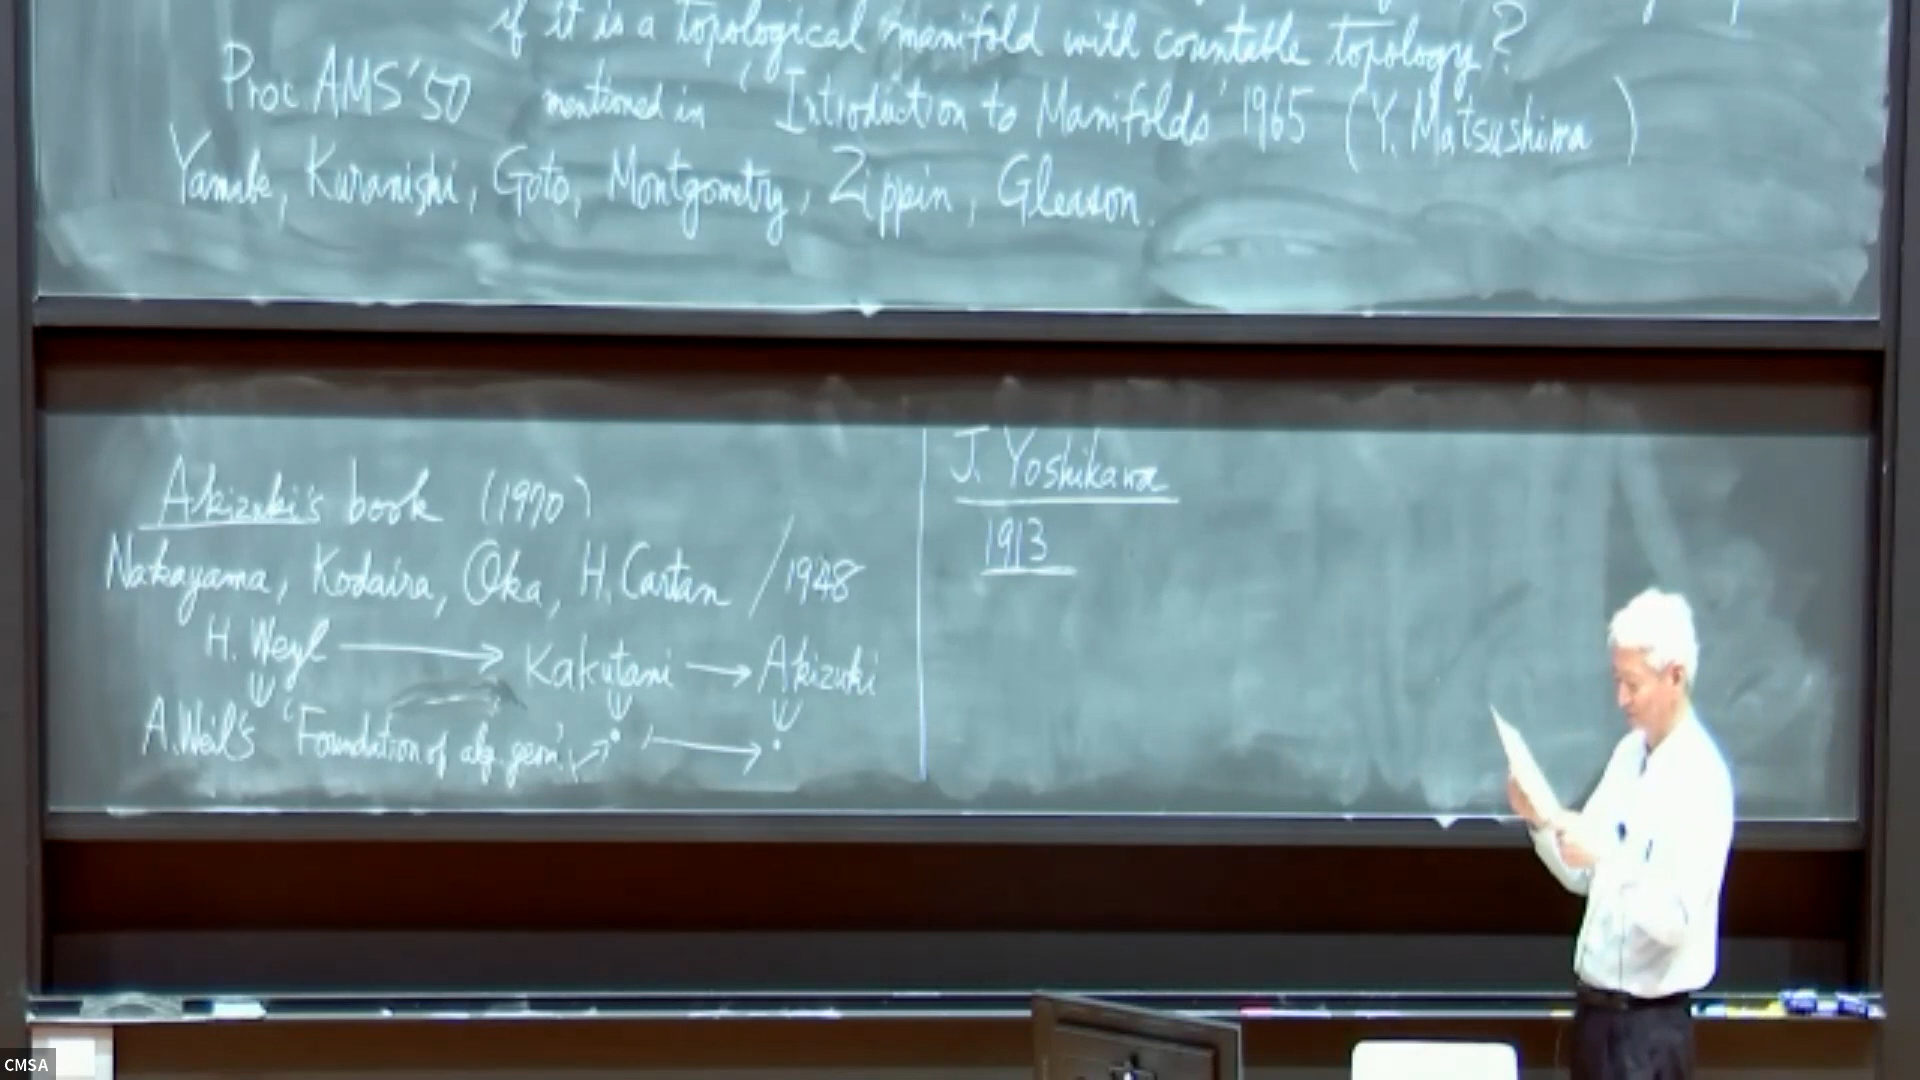 if it is a topological manifold with countable topology?
Proc AMS '50 mentioned in 'Introduction to Manifolds' 1965 (Y. Matsushima)
Yamabe, Kuranishi, Goto, Montgometry, Zippin, Gleason.
Akizuki's book (1970)
Nakayama, Kodaira, Oka, H. Cartan / 1948
H. Weyl → Kakutani → Akizuki
A. Weil's 'Foundation of alg. geom'
J. Yoshikawa
1913
CMSA